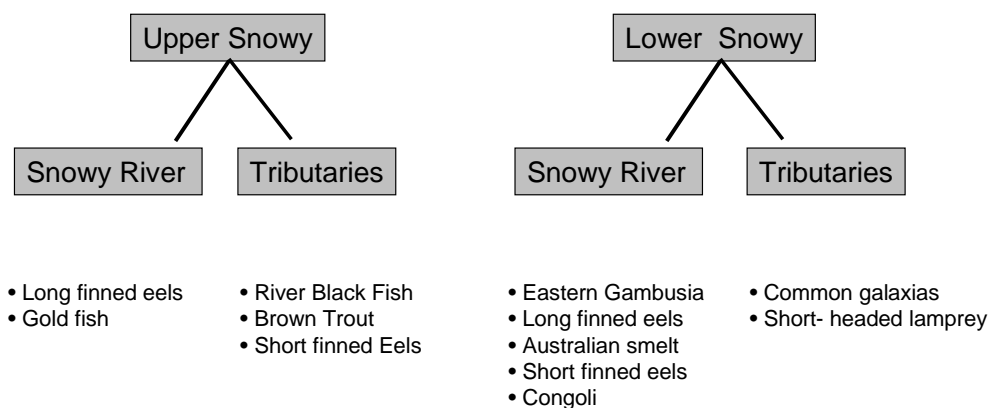 Upper Snowy
Lower Snowy
Snowy River
Tributaries
Snowy River
Tributaries
• Long finned eels
• Gold fish
• River Black Fish
• Brown Trout
• Short finned Eels
• Eastern Gambusia
• Long finned eels
• Australian smelt
• Short finned eels
• Congoli
• Common galaxias
• Short- headed lamprey